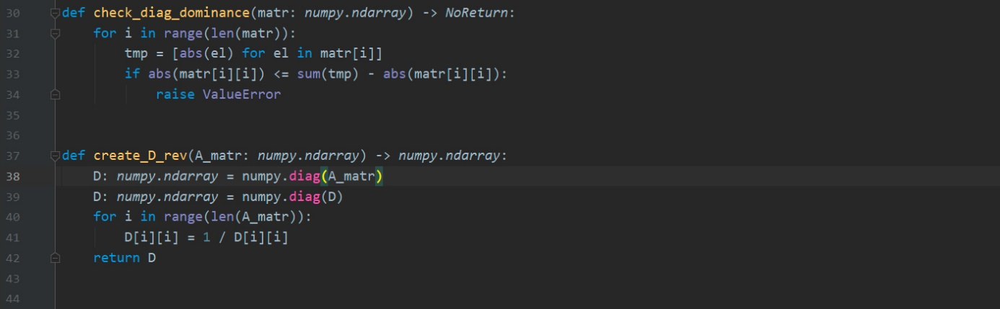 30 def check_diag_dominance(matr: numpy.ndarray) -> NoReturn:
31     for i in range(len(matr)):
32         tmp = [abs(el) for el in matr[i]]
33         if abs(matr[i][i]) <= sum(tmp) - abs(matr[i][i]):
34             raise ValueError
35
36
37 def create_D_rev(A_matr: numpy.ndarray) -> numpy.ndarray:
38     D: numpy.ndarray = numpy.diag(A_matr)
39     D: numpy.ndarray = numpy.diag(D)
40     for i in range(len(A_matr)):
41         D[i][i] = 1 / D[i][i]
42     return D
43
44